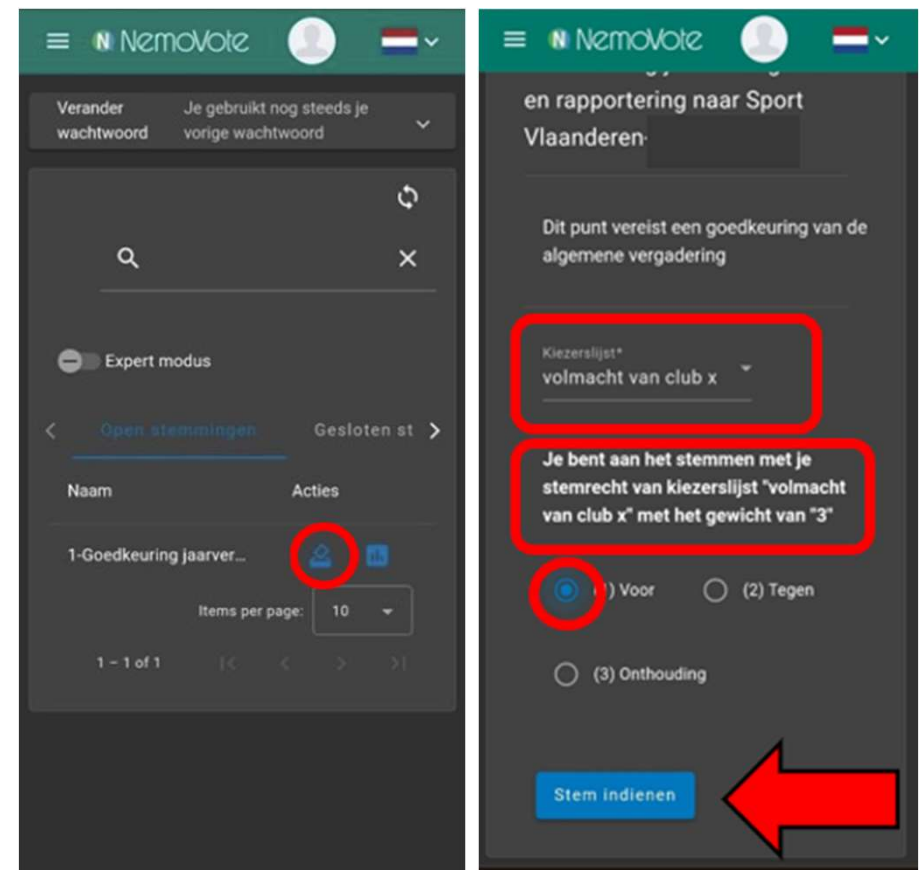 NemoVote
Verander
wachtwoord
Je gebruikt nog steeds je
vorige wachtwoord
Expert modus
Open stemmingen
Gesloten st
Naam
Acties
1-Goedkeuring jaarver...
Items per page: 10
1 – 1 of 1
NemoVote
en rapportering naar Sport
Vlaanderen-
Dit punt vereist een goedkeuring van de
algemene vergadering
Kiezerslijst*
volmacht van club x
Je bent aan het stemmen met je
stemrecht van kiezerslijst "volmacht
van club x" met het gewicht van "3"
(1) Voor
(2) Tegen
(3) Onthouding
Stem indienen